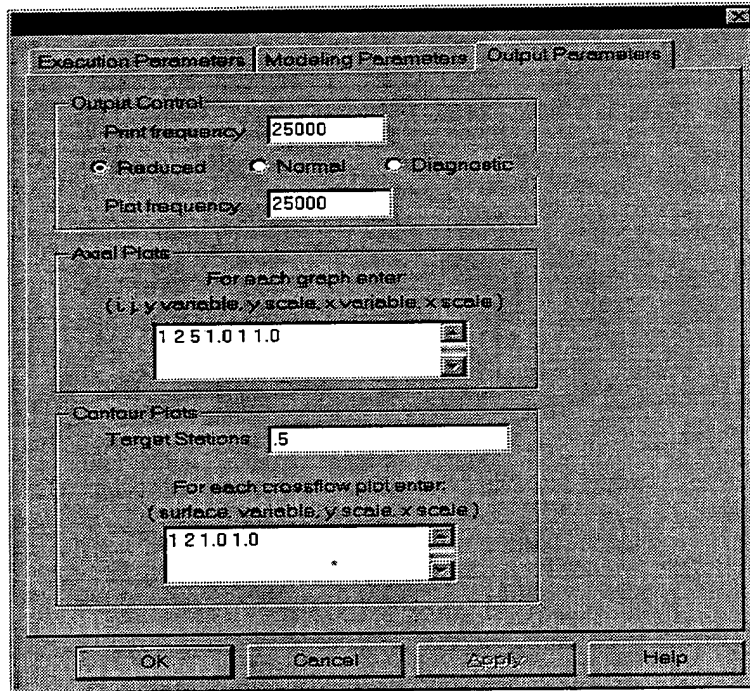 Execution Parameters Modeling Parameters Output Parameters
Output Control
Print frequency 25000
Reduced Normal Diagnostic
Plot frequency 25000
Axial Plots
For each graph enter:
( i, j, y variable, y scale, x variable, x scale )
1 2 5 1.0 1 1.0
Contour Plots
Target Stations .5
For each crossflow plot enter:
( surface, variable, y scale, x scale )
1 2 1.0 1.0
OK Cancel Apply Help